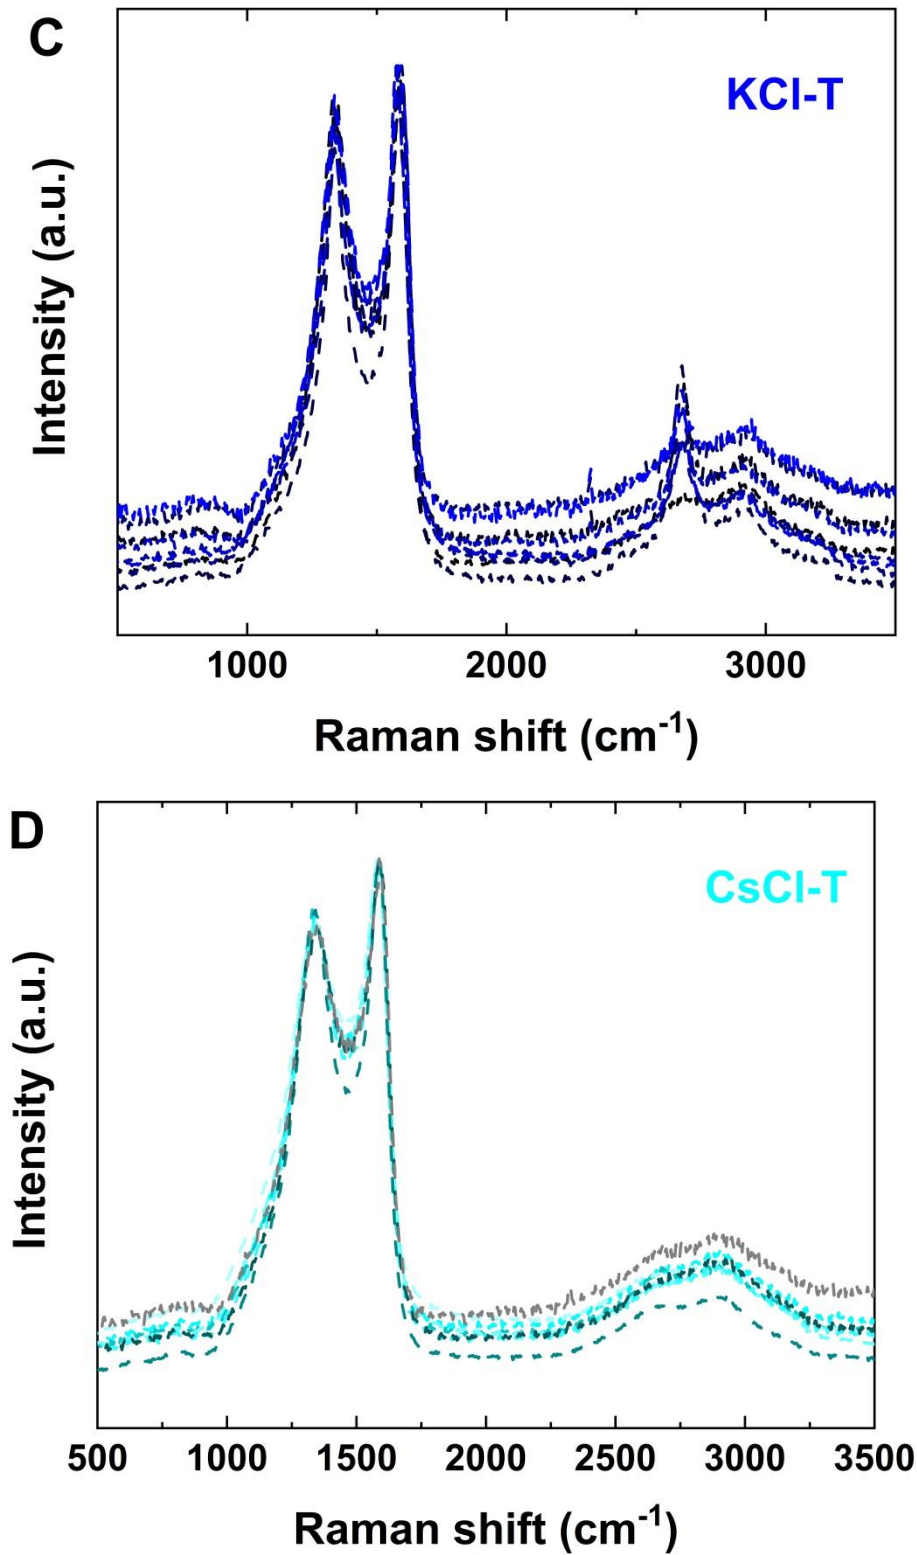 C
KCl-T
Intensity (a.u.)
1000 2000 3000
Raman shift (cm⁻¹)
D
CsCl-T
Intensity (a.u.)
500 1000 1500 2000 2500 3000 3500
Raman shift (cm⁻¹)